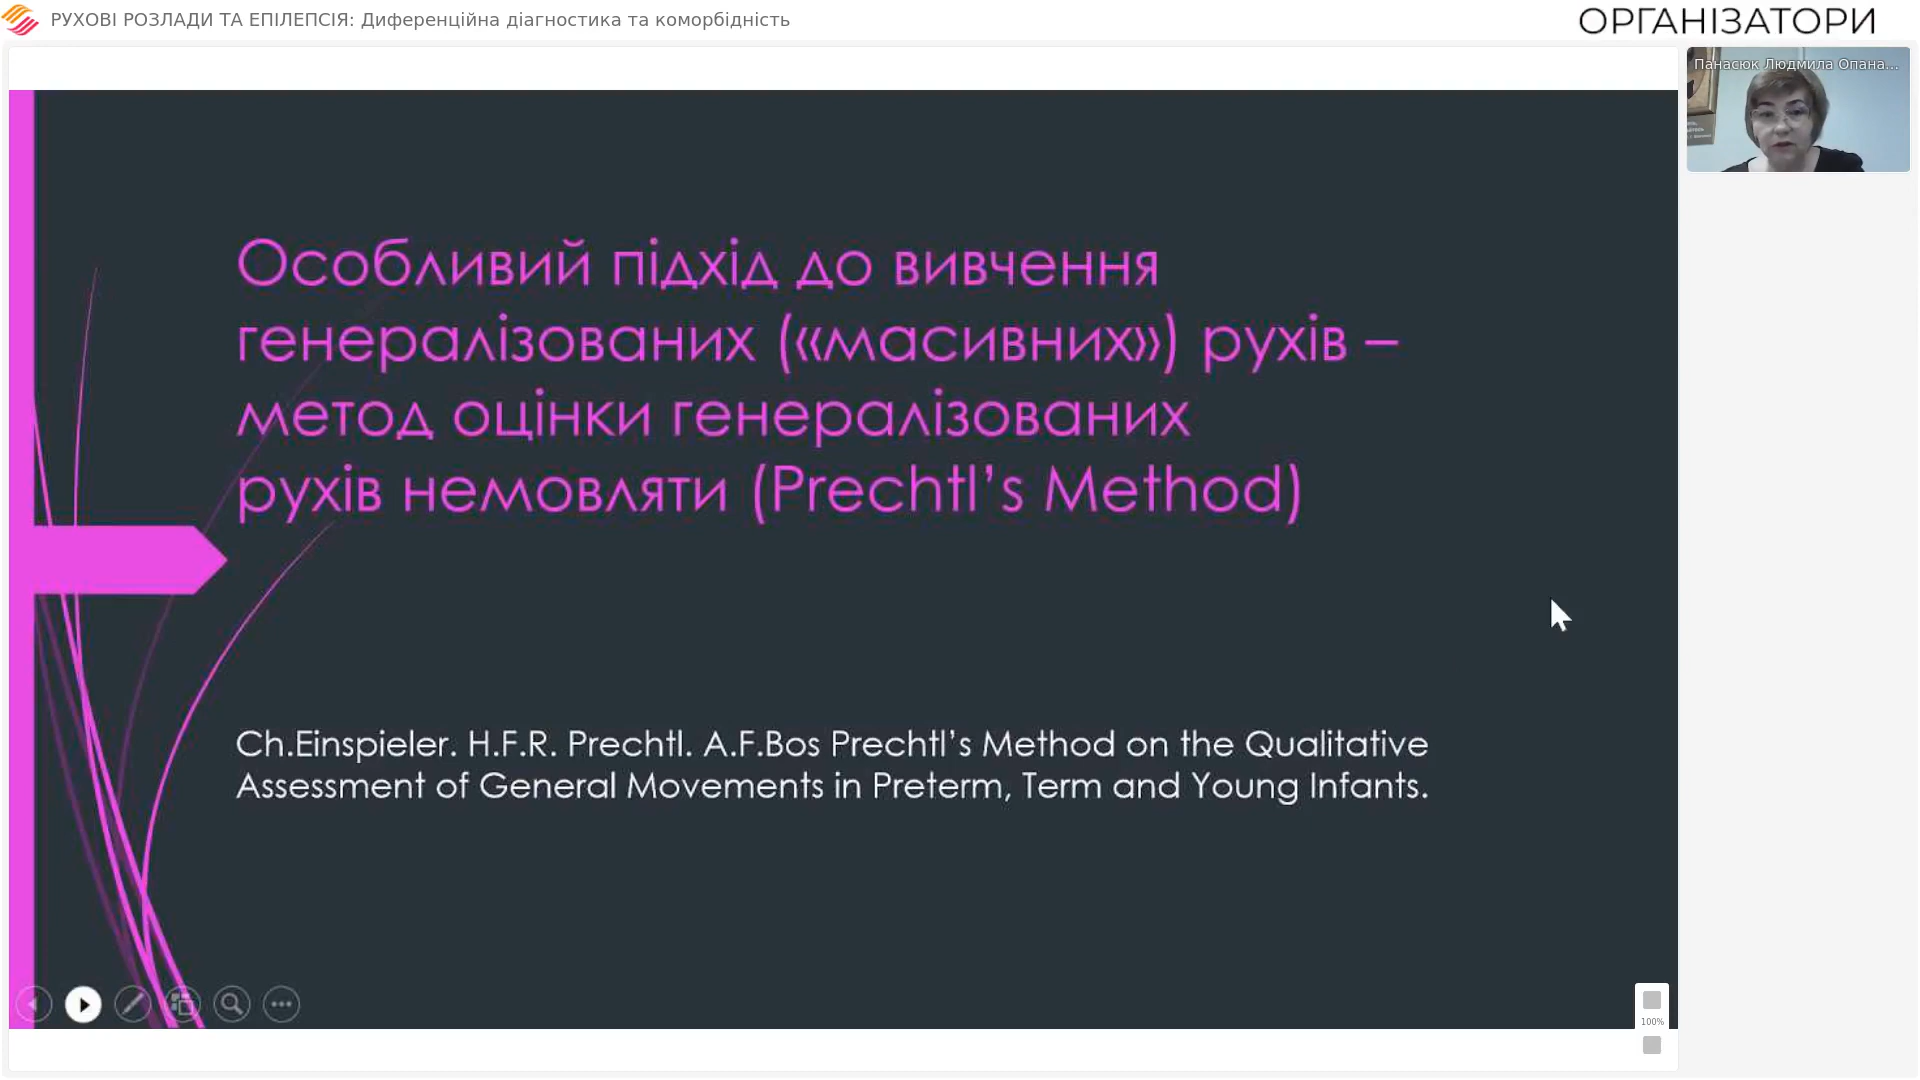 РУХОВІ РОЗЛАДИ ТА ЕПІЛЕПСІЯ: Диференційна діагностика та коморбідність
ОРГАНІЗАТОРИ
Панасюк Людмила Опана...
Особливий підхід до вивчення
генералізованих («масивних») рухів –
метод оцінки генералізованих
рухів немовляти (Prechtl’s Method)
Ch.Einspieler. H.F.R. Prechtl. A.F.Bos Prechtl’s Method on the Qualitative
Assessment of General Movements in Preterm, Term and Young Infants.
100%